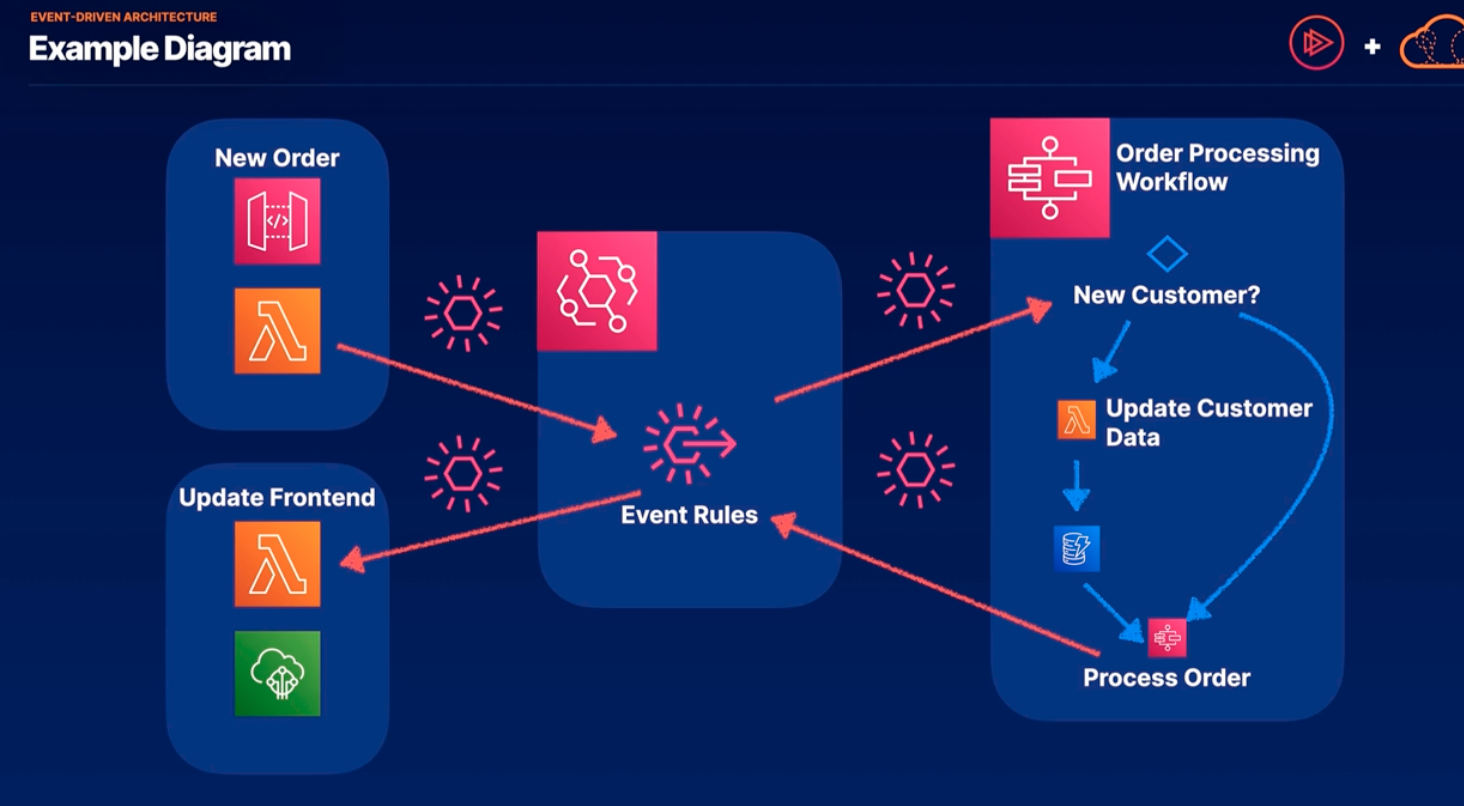 EVENT-DRIVEN ARCHITECTURE
Example Diagram
New Order
</>
Update Frontend
Event Rules
Order Processing
Workflow
New Customer?
Update Customer
Data
Process Order